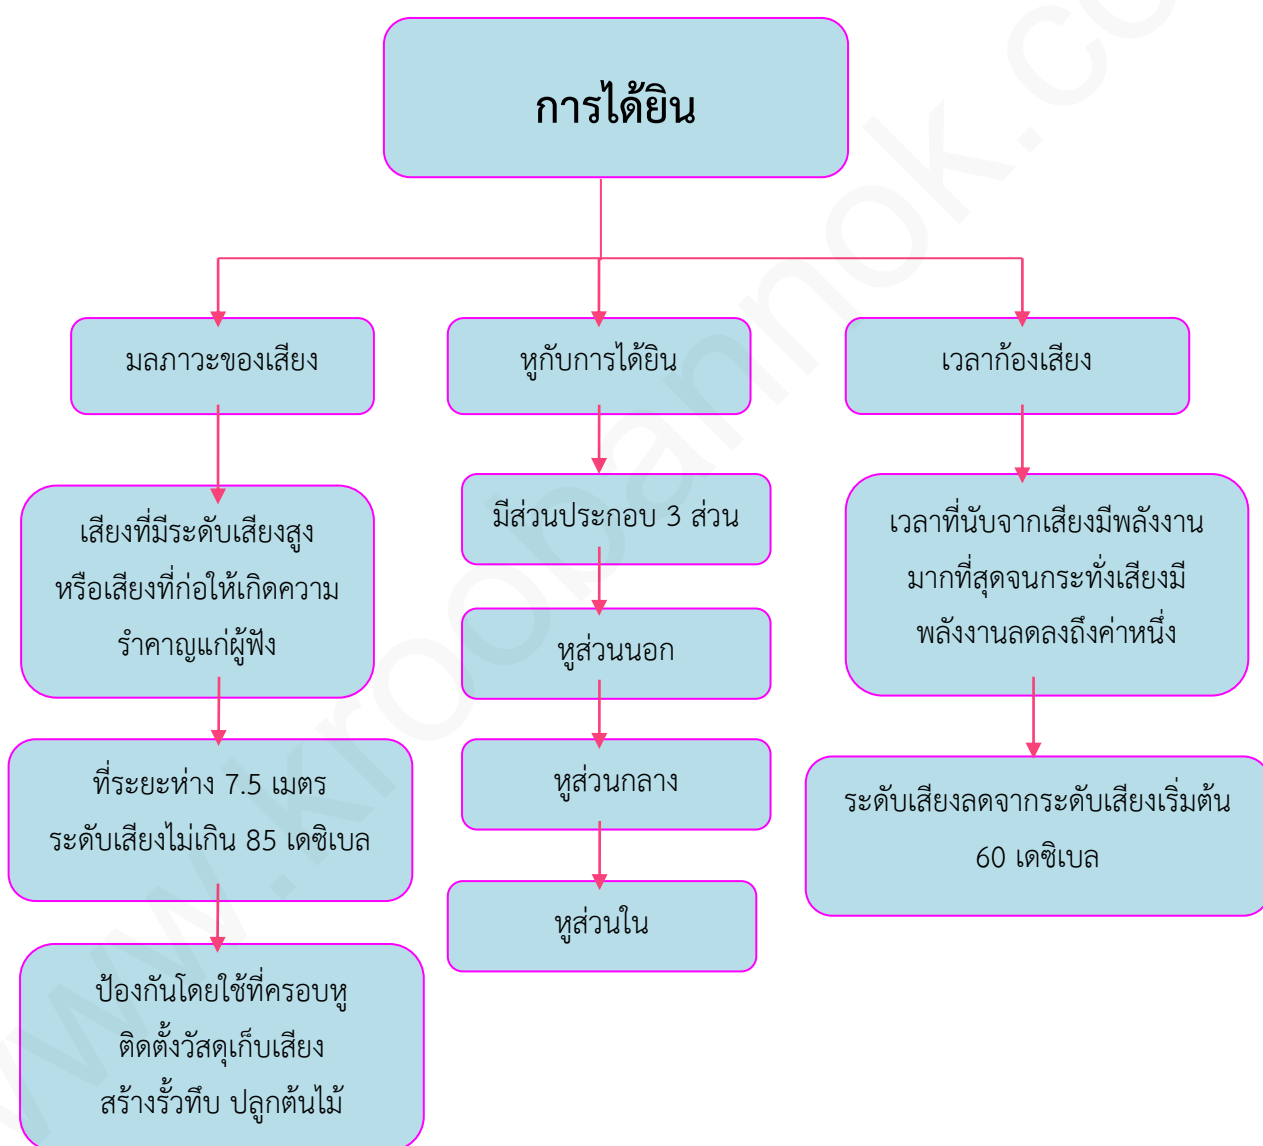 การได้ยิน
มลภาวะของเสียง
เสียงที่มีระดับเสียงสูง
หรือเสียงที่ก่อให้เกิดความ
รำคาญแก่ผู้ฟัง
ที่ระยะห่าง 7.5 เมตร
ระดับเสียงไม่เกิน 85 เดซิเบล
ป้องกันโดยใช้ที่ครอบหู
ติดตั้งวัสดุเก็บเสียง
สร้างรั้วทึบ ปลูกต้นไม้
หูกับการได้ยิน
มีส่วนประกอบ 3 ส่วน
หูส่วนนอก
หูส่วนกลาง
หูส่วนใน
เวลาก้องเสียง
เวลาที่นับจากเสียงมีพลังงาน
มากที่สุดจนกระทั่งเสียงมี
พลังงานลดลงถึงค่าหนึ่ง
ระดับเสียงลดจากระดับเสียงเริ่มต้น
60 เดซิเบล
www.kroobannok.co